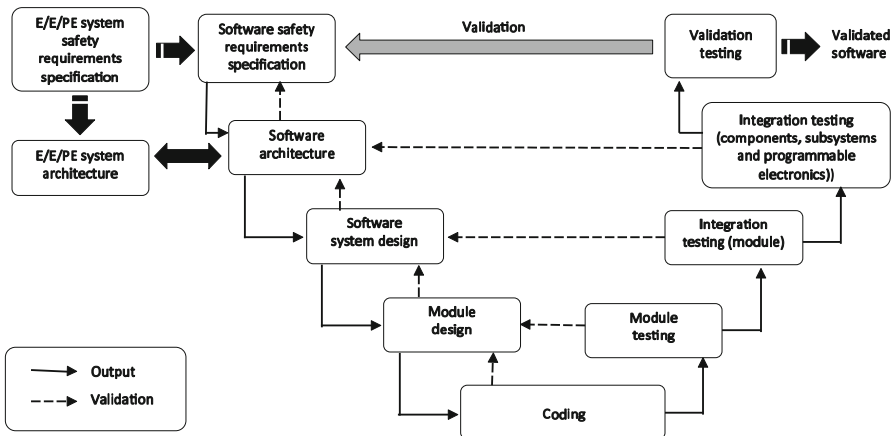 E/E/PE system
safety
requirements
specification
Software safety
requirements
specification
Validation
Validation
testing
Validated
software
E/E/PE system
architecture
Software
architecture
Integration testing
(components, subsystems
and programmable
electronics))
Software
system design
Integration
testing (module)
Module
design
Module
testing
Coding
Output
Validation